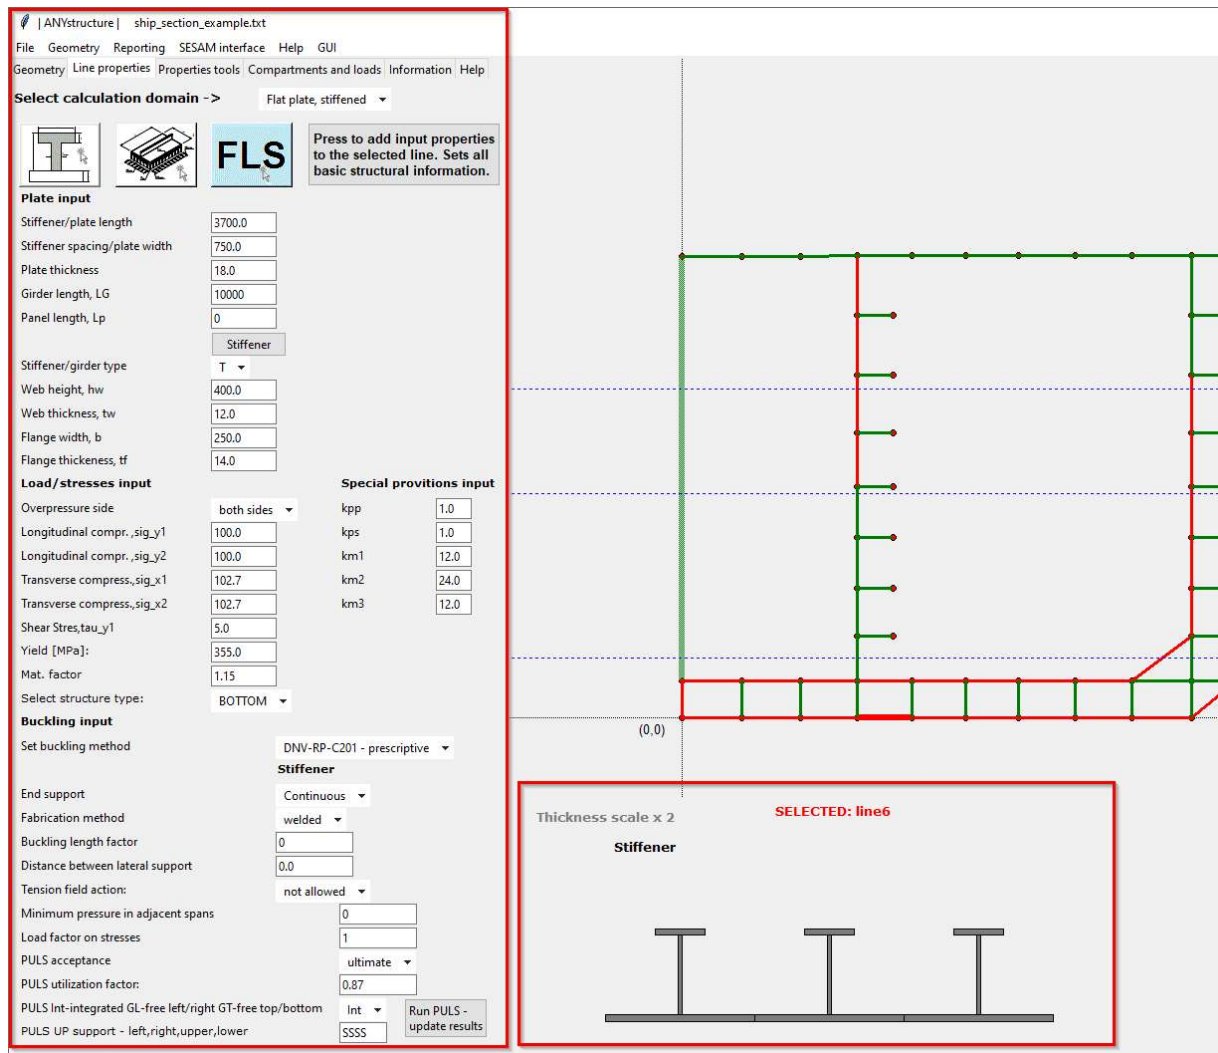 | ANYstructure | ship_section_example.txt
File Geometry Reporting SESAM interface Help GUI
Geometry Line properties Properties tools Compartments and loads Information Help
Select calculation domain -> Flat plate, stiffened
FLS
Press to add input properties
to the selected line. Sets all
basic structural information.
Plate input
Stiffener/plate length 3700.0
Stiffener spacing/plate width 750.0
Plate thickness 18.0
Girder length, LG 10000
Panel length, Lp 0
Stiffener
Stiffener/girder type T
Web height, hw 400.0
Web thickness, tw 12.0
Flange width, b 250.0
Flange thickeness, tf 14.0
Load/stresses input Special provitions input
Overpressure side both sides kpp 1.0
Longitudinal compr. ,sig_y1 100.0 kps 1.0
Longitudinal compr. ,sig_y2 100.0 km1 12.0
Transverse compress.,sig_x1 102.7 km2 24.0
Transverse compress.,sig_x2 102.7 km3 12.0
Shear Stres,tau_y1 5.0
Yield [MPa]: 355.0
Mat. factor 1.15
Select structure type: BOTTOM
Buckling input
Set buckling method DNV-RP-C201 - prescriptive
Stiffener
End support Continuous
Fabrication method welded
Buckling length factor 0
Distance between lateral support 0.0
Tension field action: not allowed
Minimum pressure in adjacent spans 0
Load factor on stresses 1
PULS acceptance ultimate
PULS utilization factor: 0.87
PULS Int-integrated GL-free left/right GT-free top/bottom Int
PULS UP support - left,right,upper,lower SSSS
Run PULS -
update results
(0,0)
Thickness scale x 2
SELECTED: line6
Stiffener